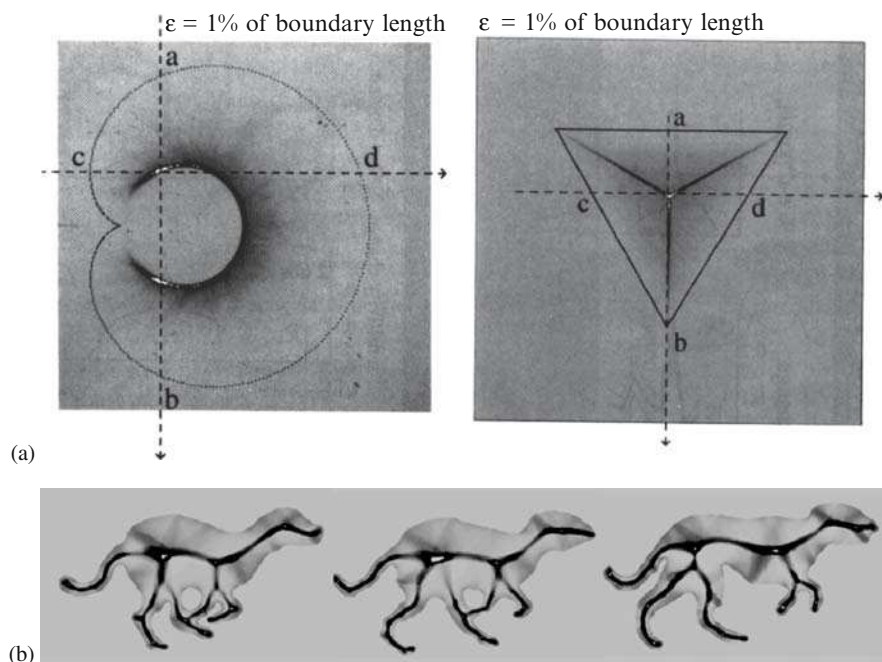 ε = 1% of boundary length
a
c
d
b
ε = 1% of boundary length
a
c
d
b
(a)
(b)